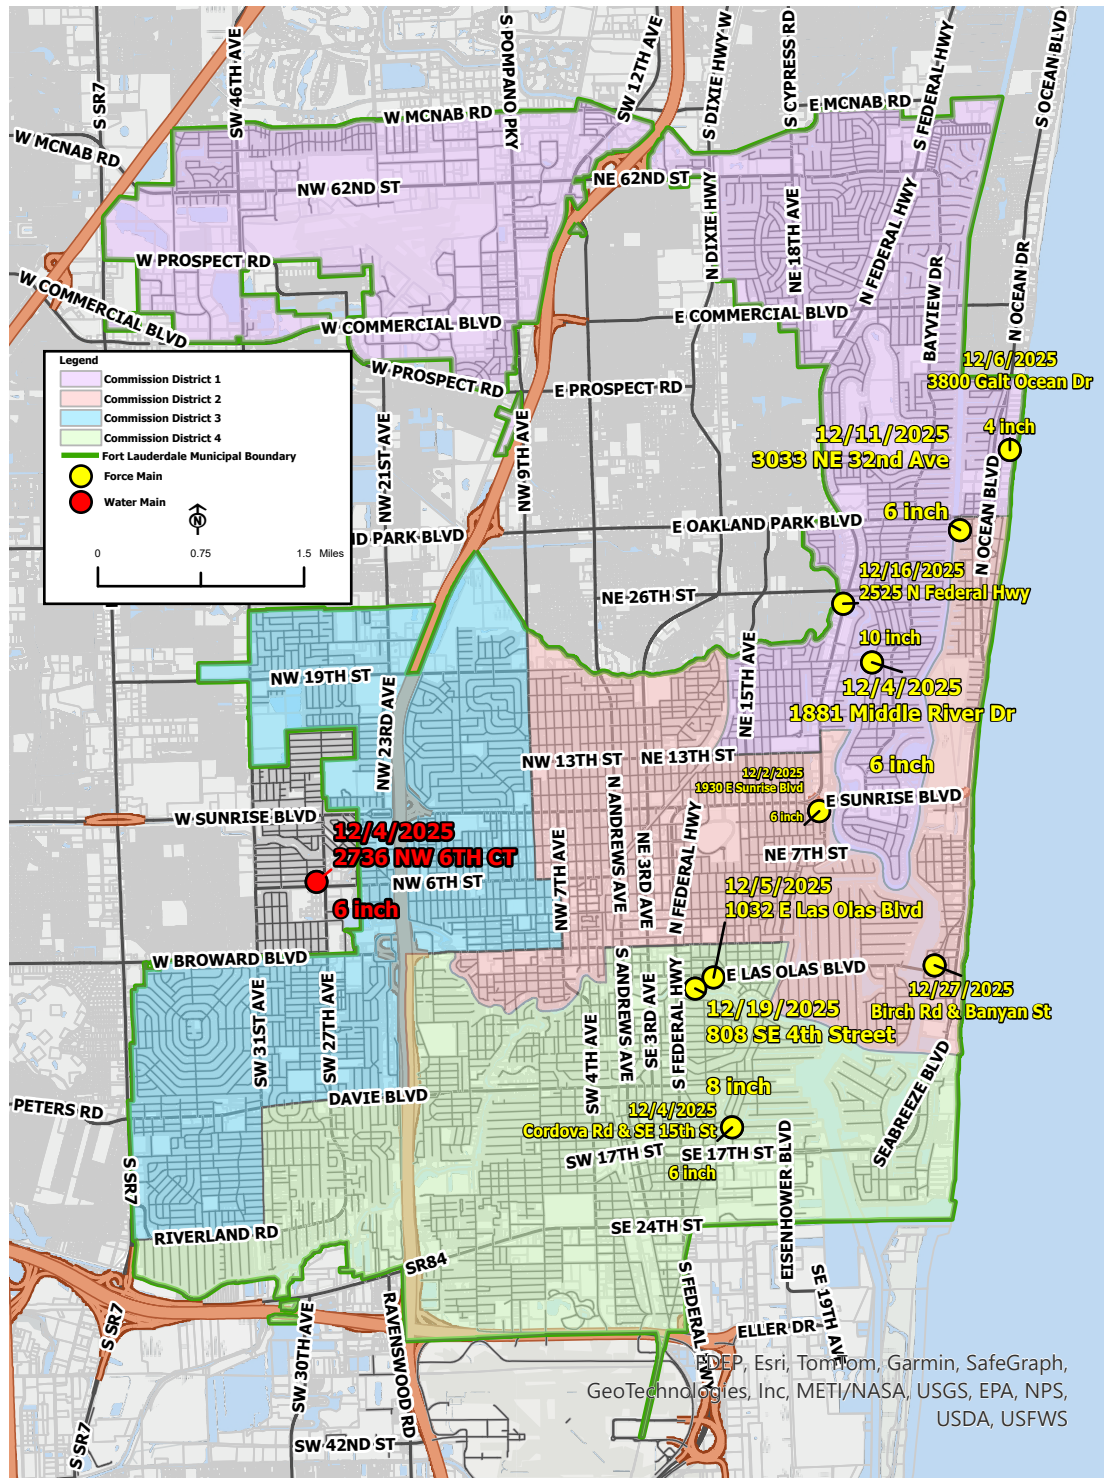 S SR7
SW 46TH AVE
S POMPANO PKY
SW 12TH AVE
S DIXIE HWY W
S CYPRESS RD
S FEDERAL HWY
S OCEAN BLVD
W MCNAB RD
W MCNAB RD
E MCNAB RD
NW 62ND ST
NE 62ND ST
N DIXIE HWY
NE 18TH AVE
N FEDERAL HWY
BAYVIEW DR
N OCEAN DR
W PROSPECT RD
W COMMERCIAL BLVD
W COMMERCIAL BLVD
E COMMERCIAL BLVD
W PROSPECT RD
E PROSPECT RD
12/6/2025
3800 Galt Ocean Dr
4 inch
Legend
Commission District 1
Commission District 2
Commission District 3
Commission District 4
Fort Lauderdale Municipal Boundary
Force Main
Water Main
N
0
0.75
1.5 Miles
NW 21ST AVE
NW 9TH AVE
12/11/2025
3033 NE 32nd Ave
6 inch
N OCEAN BLVD
ND PARK BLVD
E OAKLAND PARK BLVD
12/16/2025
2525 N Federal Hwy
10 inch
NE 26TH ST
NE 15TH AVE
12/4/2025
1881 Middle River Dr
6 inch
NW 19TH ST
NW 23RD AVE
NW 13TH ST
NE 13TH ST
12/2/2025
1930 E Sunrise Blvd
6 inch
E SUNRISE BLVD
W SUNRISE BLVD
12/4/2025
2736 NW 6TH CT
6 inch
NW 6TH ST
NW 7TH AVE
N ANDREWS AVE
NE 3RD AVE
N FEDERAL HWY
NE 7TH ST
12/5/2025
1032 E Las Olas Blvd
W BROWARD BLVD
E LAS OLAS BLVD
12/27/2025
Birch Rd & Banyan St
12/19/2025
808 SE 4th Street
8 inch
SW 31ST AVE
SW 27TH AVE
SW 4TH AVE
S ANDREWS AVE
SE 3RD AVE
S FEDERAL HWY
SEABREEZE BLVD
PETERS RD
DAVIE BLVD
12/4/2025
Cordova Rd & SE 15th St
6 inch
SW 17TH ST
SE 17TH ST
EISENHOWER BLVD
S SR7
RIVERLAND RD
SE 24TH ST
SR84
S SR7
SW 30TH AVE
RAVENSWOOD RD
S FEDERAL HWY
SE 19TH AVE
ELLER DR
S SR7
SW 42ND ST
FDEP, Esri, TomTom, Garmin, SafeGraph,
GeoTechnologies, Inc, METI/NASA, USGS, EPA, NPS,
USDA, USFWS